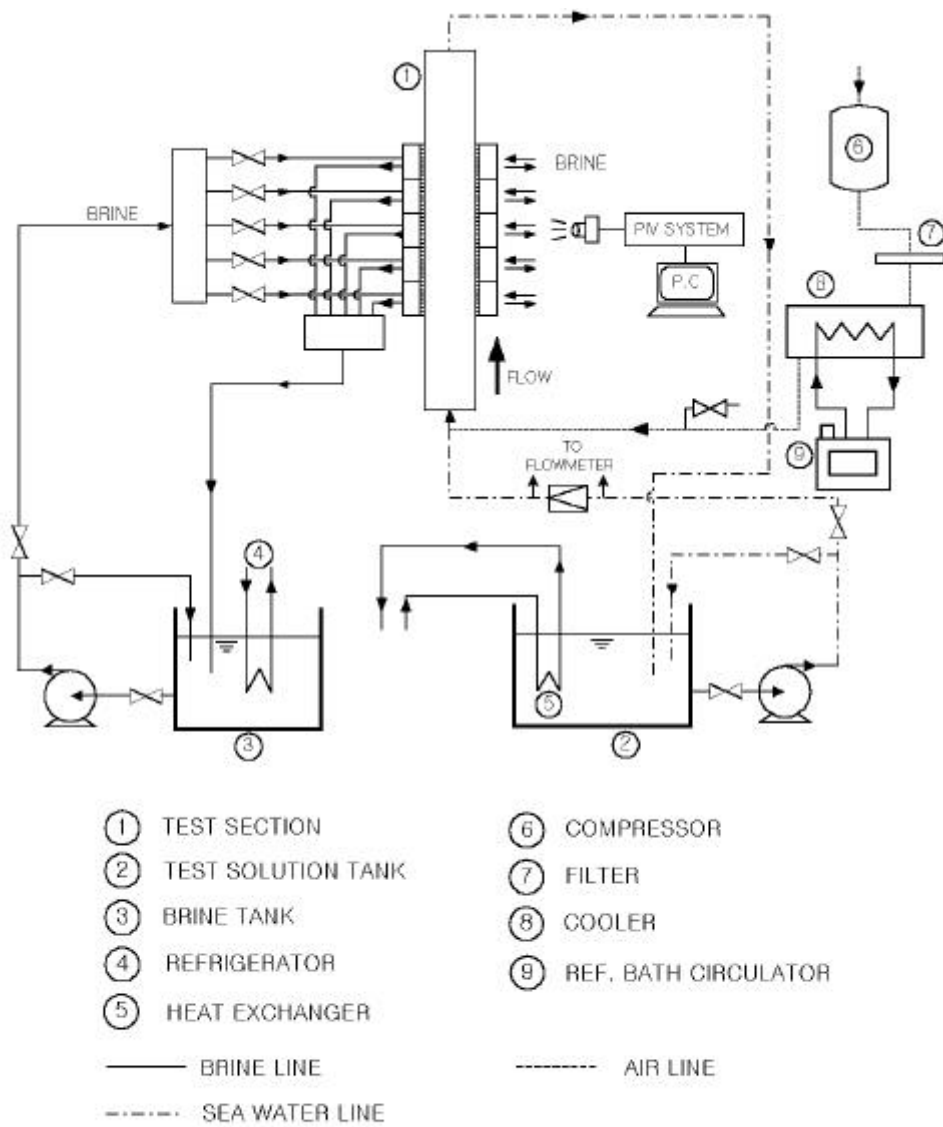 ①
⑥
BRINE
BRINE
⑦
PIV SYSTEM
P.C
⑧
FLOW
⑨
TO
FLOWMETER
④
⑤
③
②
① TEST SECTION
② TEST SOLUTION TANK
③ BRINE TANK
④ REFRIGERATOR
⑤ HEAT EXCHANGER
⑥ COMPRESSOR
⑦ FILTER
⑧ COOLER
⑨ REF. BATH CIRCULATOR
BRINE LINE
AIR LINE
SEA WATER LINE